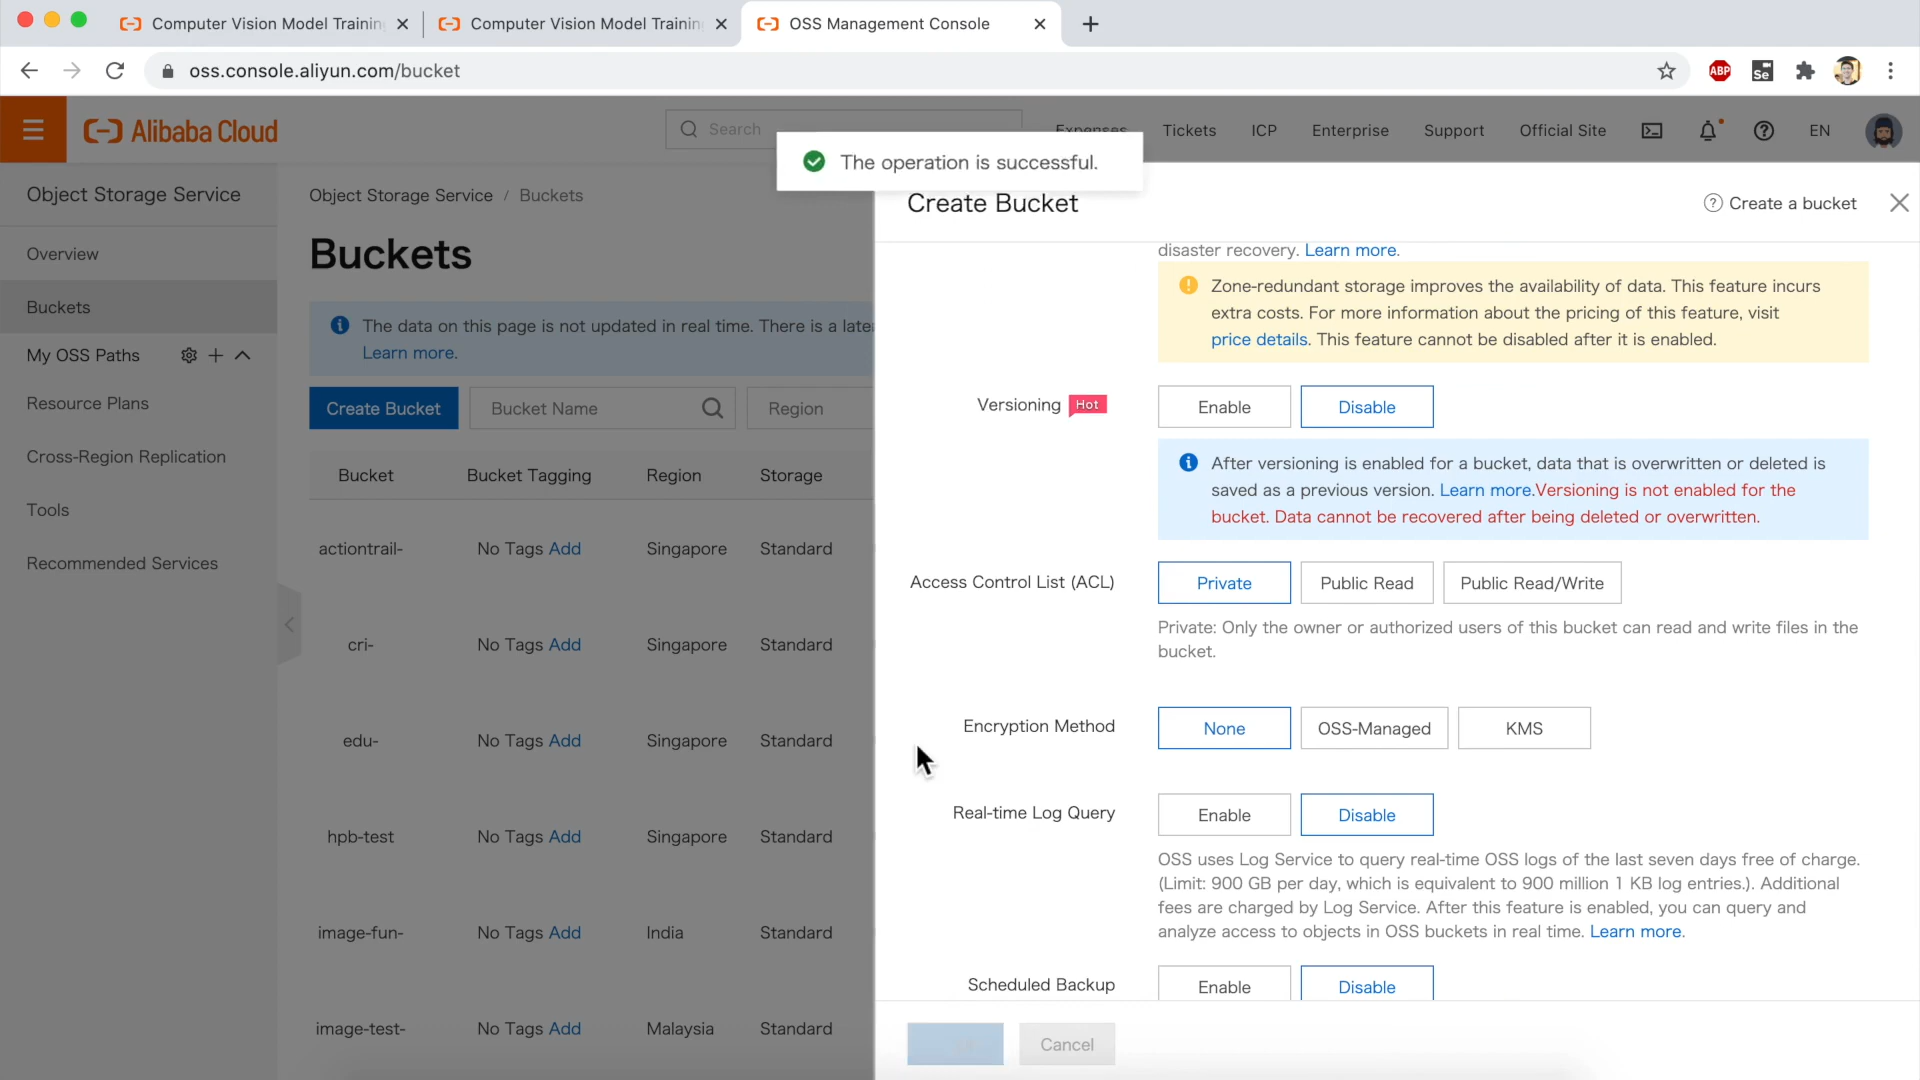 Computer Vision Model Training
Computer Vision Model Training
OSS Management Console
oss.console.aliyun.com/bucket
ABP
Se
Alibaba Cloud
Search
Expenses
Tickets
ICP
Enterprise
Support
Official Site
EN
The operation is successful.
Object Storage Service
Overview
Buckets
My OSS Paths
Resource Plans
Cross-Region Replication
Tools
Recommended Services
Object Storage Service / Buckets
Buckets
The data on this page is not updated in real time. There is a
Learn more.
Create Bucket
Bucket Name
Region
Bucket Bucket Tagging Region Storage
actiontrail- No Tags Add Singapore Standard
cri- No Tags Add Singapore Standard
edu- No Tags Add Singapore Standard
hpb-test No Tags Add Singapore Standard
image-fun- No Tags Add India Standard
image-test- No Tags Add Malaysia Standard
Create Bucket
Create a bucket
disaster recovery. Learn more.
Zone-redundant storage improves the availability of data. This feature incurs
extra costs. For more information about the pricing of this feature, visit
price details. This feature cannot be disabled after it is enabled.
Versioning Hot
Enable
Disable
After versioning is enabled for a bucket, data that is overwritten or deleted is
saved as a previous version. Learn more.Versioning is not enabled for the
bucket. Data cannot be recovered after being deleted or overwritten.
Access Control List (ACL)
Private
Public Read
Public Read/Write
Private: Only the owner or authorized users of this bucket can read and write files in the
bucket.
Encryption Method
None
OSS-Managed
KMS
Real-time Log Query
Enable
Disable
OSS uses Log Service to query real-time OSS logs of the last seven days free of charge.
(Limit: 900 GB per day, which is equivalent to 900 million 1 KB log entries.). Additional
fees are charged by Log Service. After this feature is enabled, you can query and
analyze access to objects in OSS buckets in real time. Learn more.
Scheduled Backup
Enable
Disable
Cancel